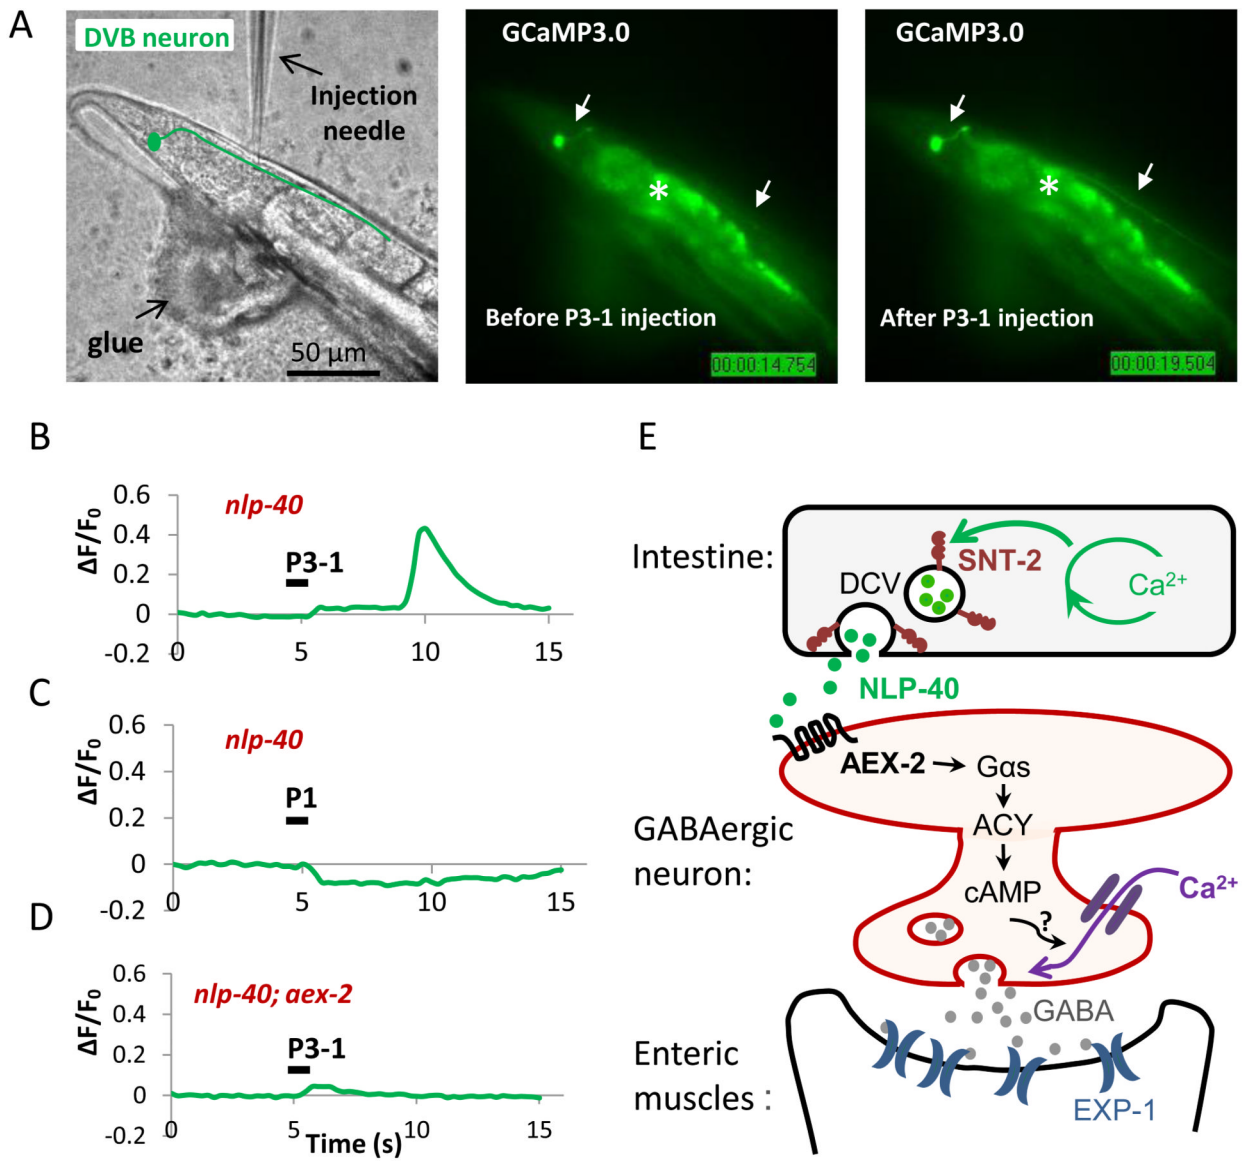 A
DVB neuron
Injection
needle
glue
50 µm
GCaMP3.0
Before P3-1 injection
00:00:14.754
GCaMP3.0
After P3-1 injection
00:00:19.504
*
*
B
ΔF/F0
0.6
0.4
0.2
0
-0.2
nlp-40
P3-1
0
5
10
15
C
ΔF/F0
0.6
0.4
0.2
0
-0.2
nlp-40
P1
0
5
10
15
D
ΔF/F0
0.6
0.4
0.2
0
-0.2
nlp-40; aex-2
P3-1
0
5
10
15
Time (s)
E
Intestine:
DCV
SNT-2
Ca2+
NLP-40
GABAergic
neuron:
AEX-2
Gαs
ACY
cAMP
?
Ca2+
GABA
Enteric
muscles :
EXP-1